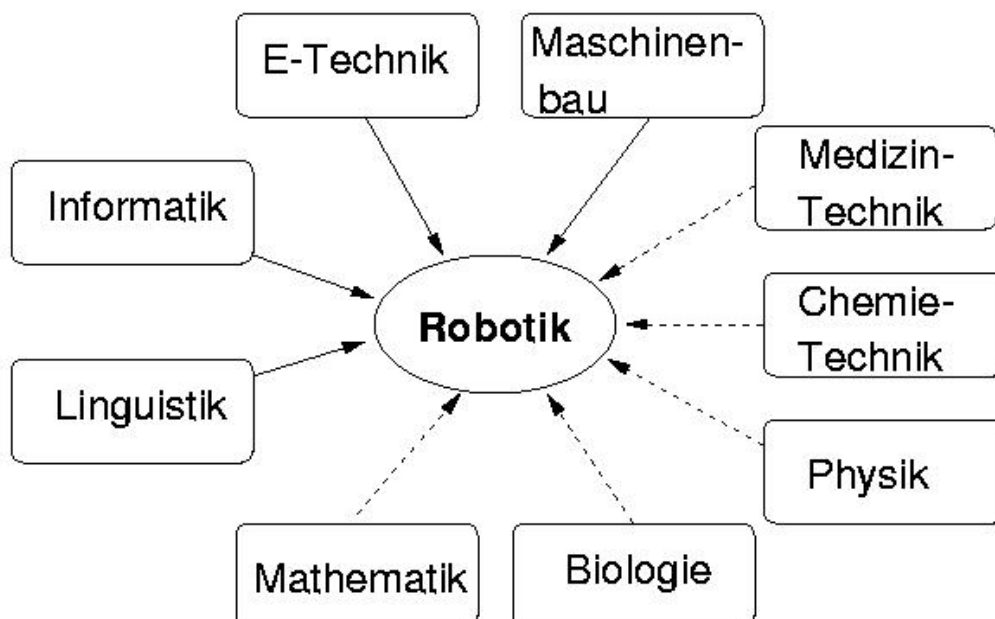 E-Technik
Maschinen-
bau
Informatik
Medizin-
Technik
Robotik
Chemie-
Technik
Linguistik
Physik
Mathematik
Biologie